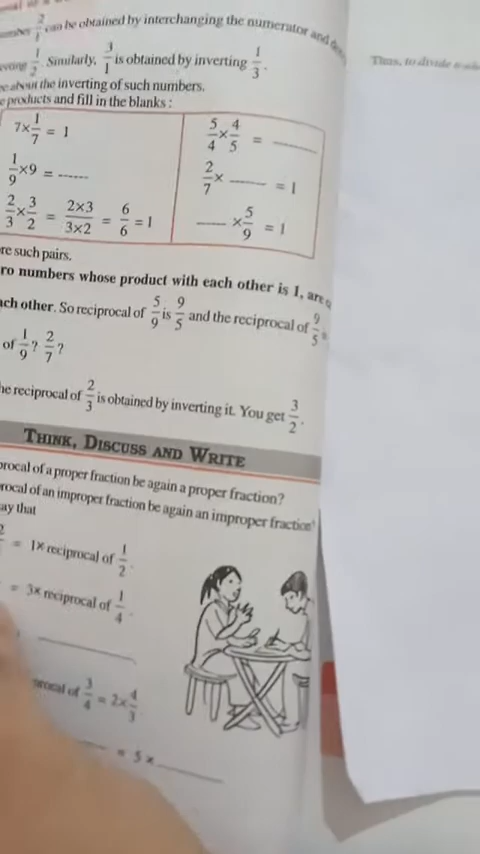 2/1 can be obtained by interchanging the numerator and
1/2. Similarly, 3/1 is obtained by inverting 1/3.
about the inverting of such numbers.
products and fill in the blanks :
7×1/7 = 1
1/9×9 = ------
2/3×3/2 = 2×3/3×2 = 6/6 = 1
5/4×4/5 = ______
2/7× ______ = 1
______ ×5/9 = 1
such pairs.
numbers whose product with each other is 1, are
other. So reciprocal of 5/9 is 9/5 and the reciprocal of 9/5
of 1/9? 2/7?
reciprocal of 2/3 is obtained by inverting it. You get 3/2.
THINK, DISCUSS AND WRITE
of a proper fraction be again a proper fraction?
of an improper fraction be again an improper fraction?
that
= 1× reciprocal of 1/2.
= 3× reciprocal of 1/4.
______
of 3/4 = 2×4/3
= 5 ×______
Thus, to divide